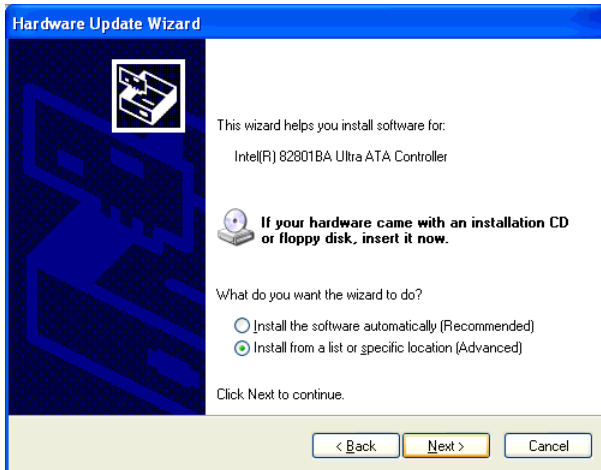 Hardware Update Wizard
This wizard helps you install software for:
Intel(R) 82801BA Ultra ATA Controller
If your hardware came with an installation CD
or floppy disk, insert it now.
What do you want the wizard to do?
Install the software automatically (Recommended)
Install from a list or specific location (Advanced)
Click Next to continue.
< Back Next > Cancel